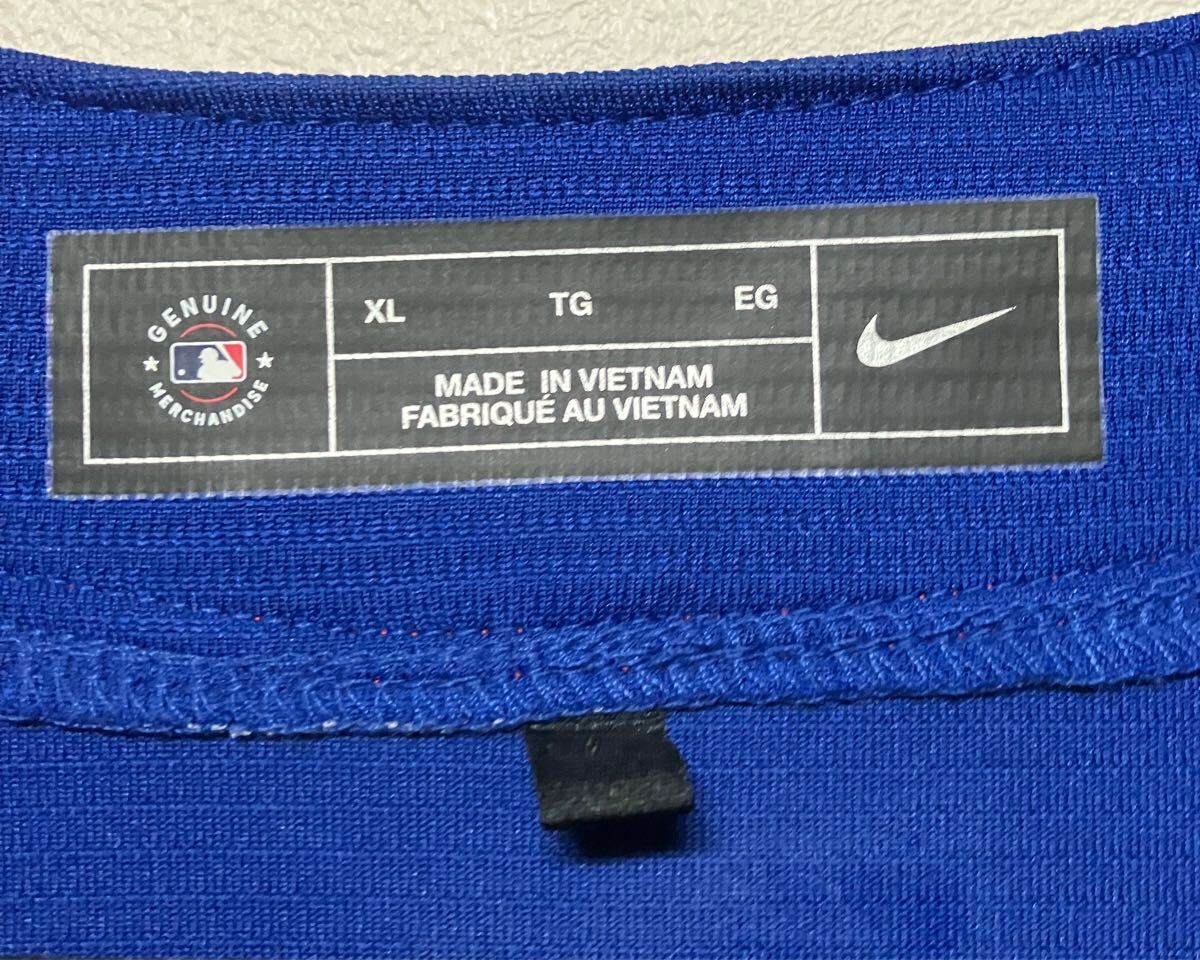 GENUINE
MERCHANDISE
XL TG EG
MADE IN VIETNAM
FABRIQUÉ AU VIETNAM